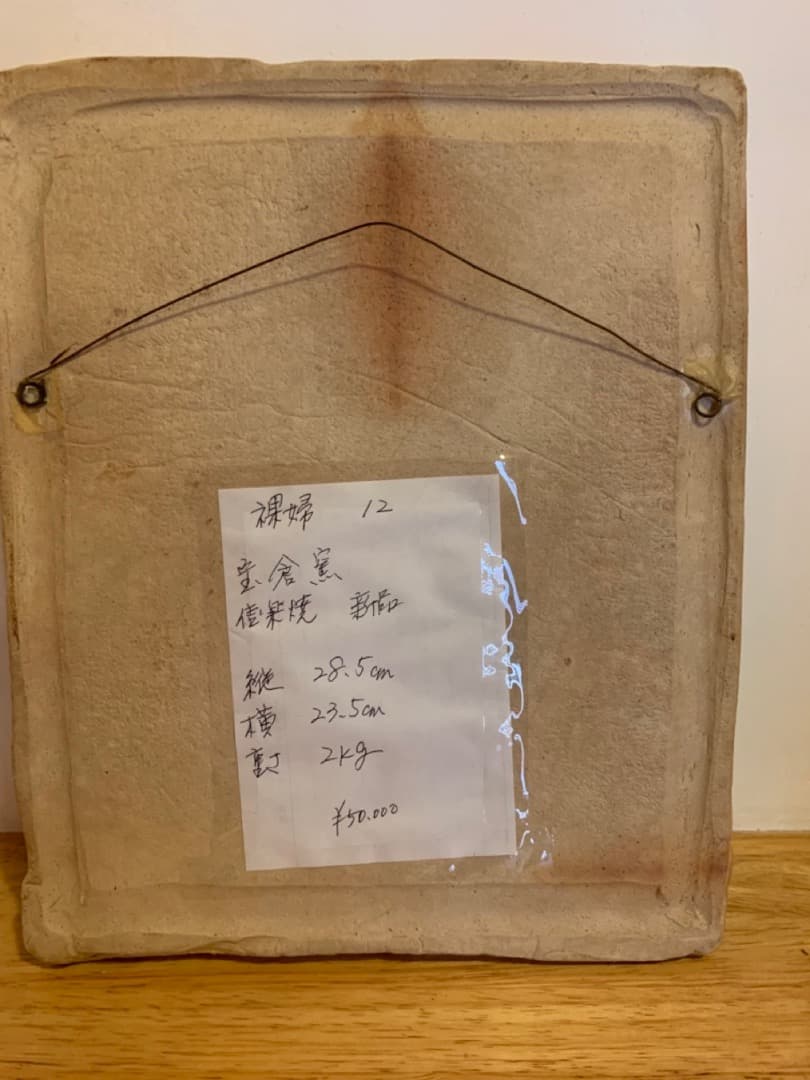 裸婦 12
宝倉窯
信楽焼 新品
縦 28.5cm
横 23.5cm
重さ 2kg
¥50.000